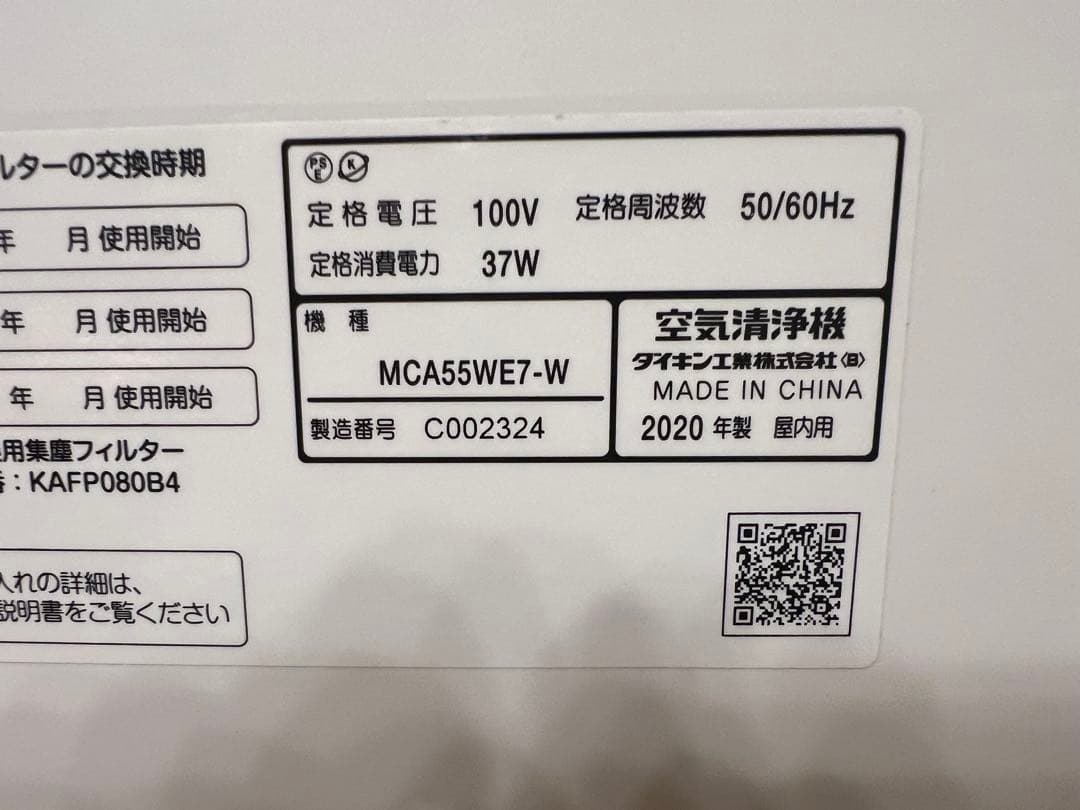 ルターの交換時期
年 月 使用開始
年 月 使用開始
年 月 使用開始
用集塵フィルター
番：KAFP080B4
入れの詳細は、
説明書をご覧ください
PSE K
定格電圧 100V 定格周波数 50/60Hz
定格消費電力 37W
機 種
MCA55WE7-W
製造番号 C002324
空気清浄機
ダイキン工業株式会社〈B〉
MADE IN CHINA
2020 年製 屋内用